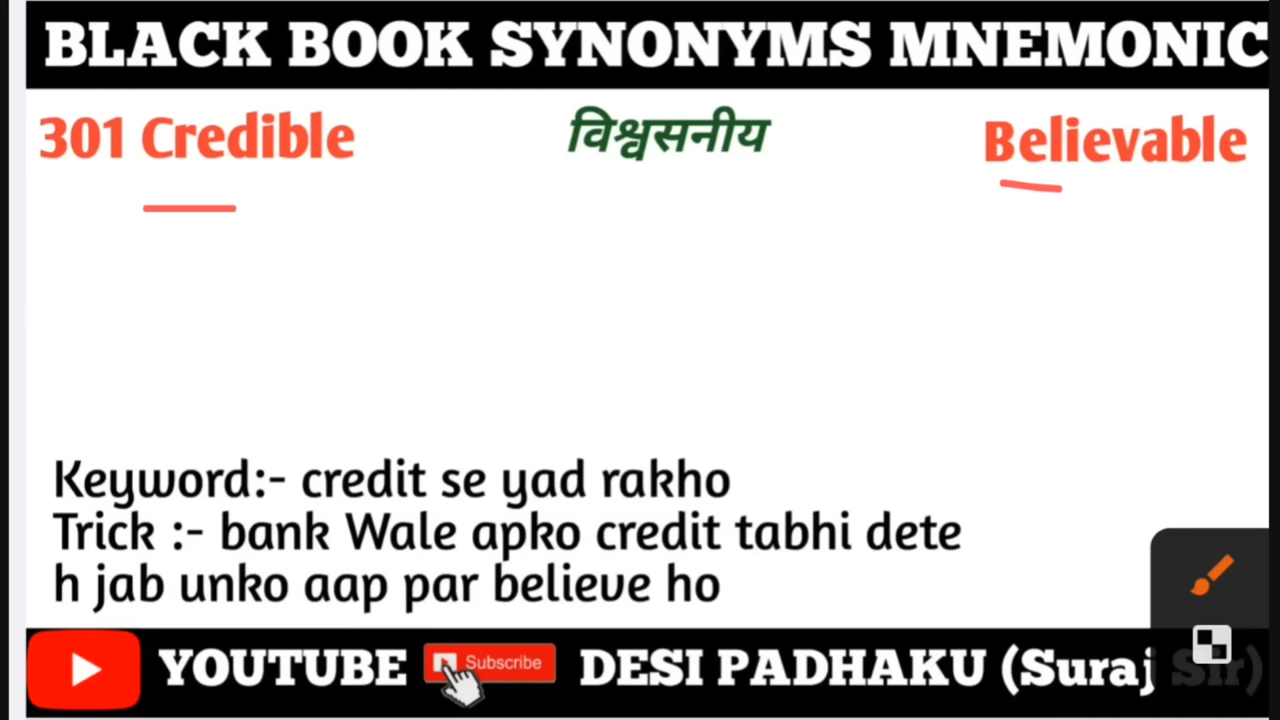 BLACK BOOK SYNONYMS MNEMONIC
301 Credible विश्वसनीय Believable
Keyword:- credit se yad rakho
Trick :- bank Wale apko credit tabhi dete
h jab unko aap par believe ho
YOUTUBE Subscribe DESI PADHAKU (Suraj Sir)